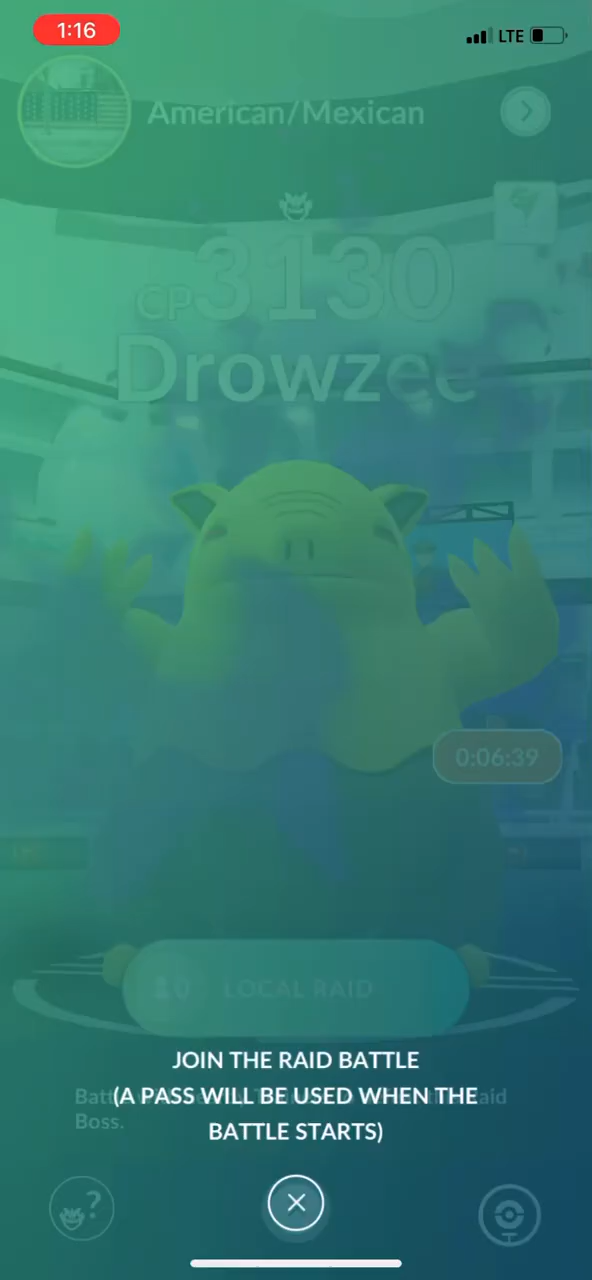 1:16
LTE
American/Mexican
CP3130
Drowzee
0:06:39
LOCAL RAID
JOIN THE RAID BATTLE
(A PASS WILL BE USED WHEN THE
BATTLE STARTS)
Boss.
?